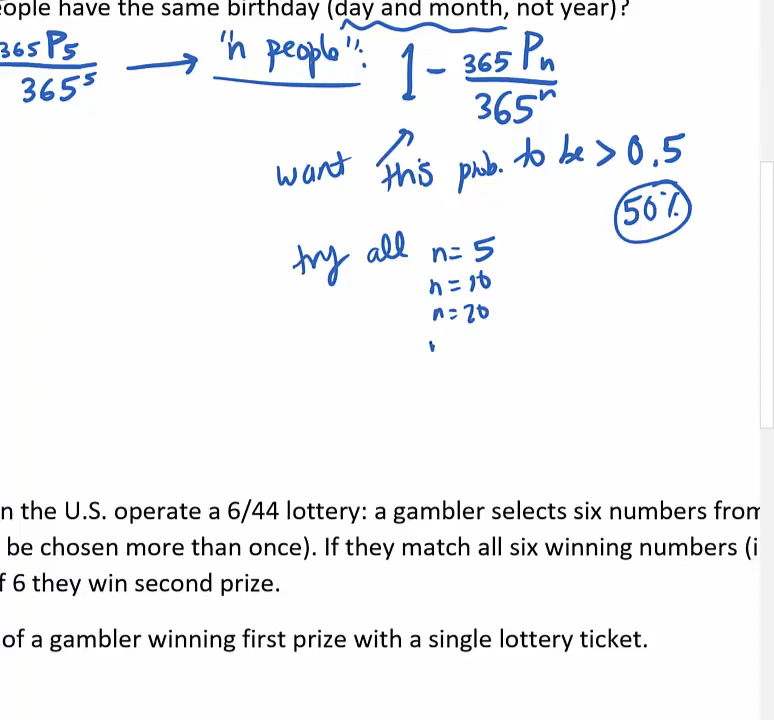 ople have the same birthday (day and month, not year)?
365P5 / 365^5 → "n people": 1 - 365Pn / 365^n
want this prob. to be > 0.5
50%
try all n = 5
n = 10
n = 20
n the U.S. operate a 6/44 lottery: a gambler selects six numbers from
be chosen more than once). If they match all six winning numbers (i
f 6 they win second prize.
of a gambler winning first prize with a single lottery ticket.